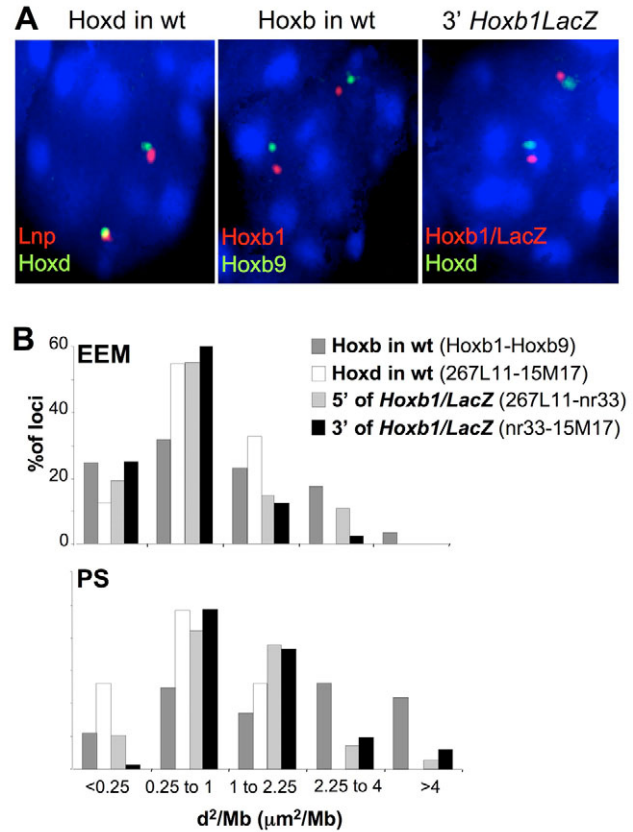 A
Hoxd in wt
Hoxb in wt
3' Hoxb1LacZ
Lnp
Hoxd
Hoxb1
Hoxb9
Hoxb1/LacZ
Hoxd
B
60
EEM
Hoxb in wt (Hoxb1-Hoxb9)
Hoxd in wt (267L11-15M17)
5' of Hoxb1/LacZ (267L11-nr33)
3' of Hoxb1/LacZ (nr33-15M17)
%of loci
40
20
0
PS
<0.25
0.25 to 1
1 to 2.25
2.25 to 4
>4
d²/Mb (μm²/Mb)